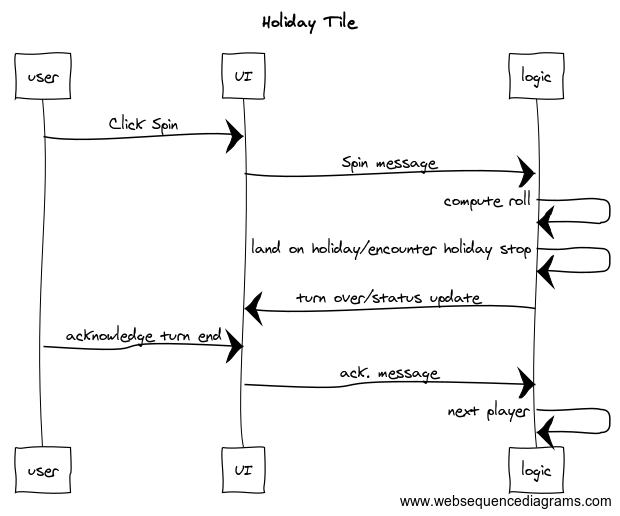 Holiday Tile
user
UI
logic
Click Spin
Spin message
compute roll
land on holiday/encounter holiday stop
turn over/status update
acknowledge turn end
ack. message
next player
user
UI
logic
www.websequencediagrams.com